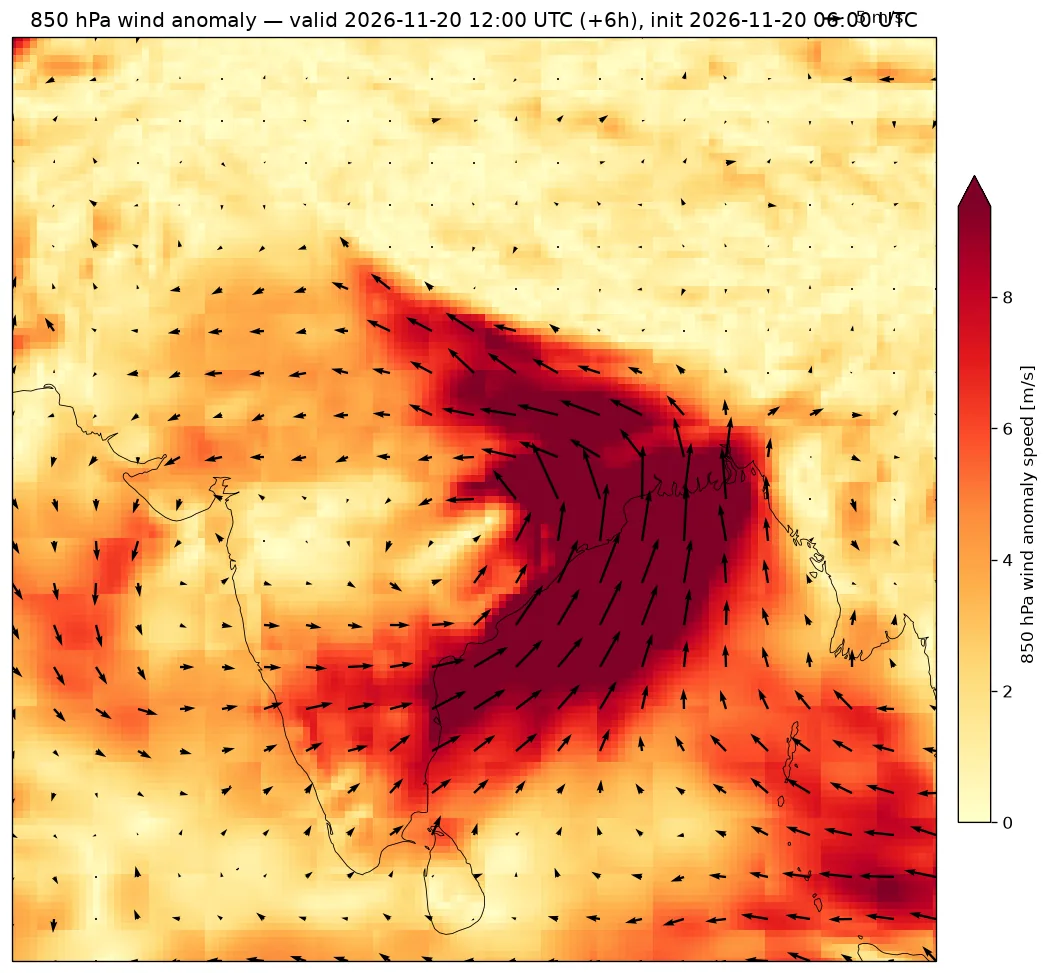 850 hPa wind anomaly — valid 2026-11-20 12:00 UTC (+6h), init 2026-11-20 06:00 UTC
5 m/s
8
6
4
2
0
850 hPa wind anomaly speed [m/s]